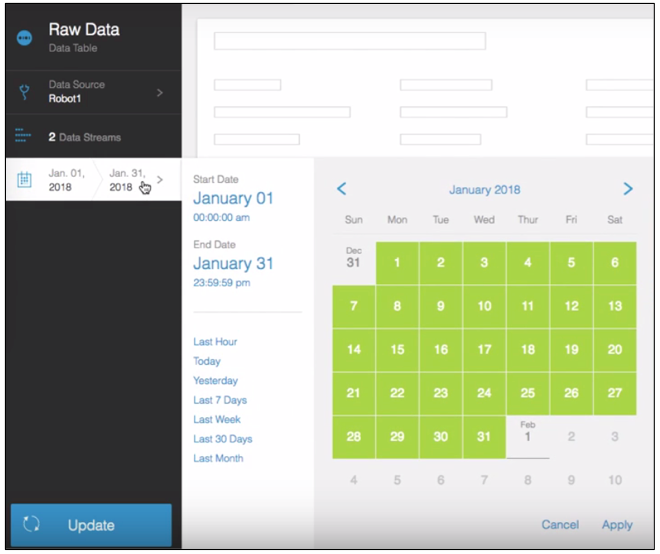 Raw Data
Data Table
Data Source
Robot1
2 Data Streams
Jan. 01, Jan. 31,
2018 2018
Start Date
January 01
00:00:00 am
End Date
January 31
23:59:59 pm
Last Hour
Today
Yesterday
Last 7 Days
Last Week
Last 30 Days
Last Month
January 2018
Sun Mon Tue Wed Thur Fri Sat
Dec
31 1 2 3 4 5 6
7 8 9 10 11 12 13
14 15 16 17 18 19 20
21 22 23 24 25 26 27
Feb
28 29 30 31 1 2 3
4 5 6 7 8 9 10
Cancel Apply
Update